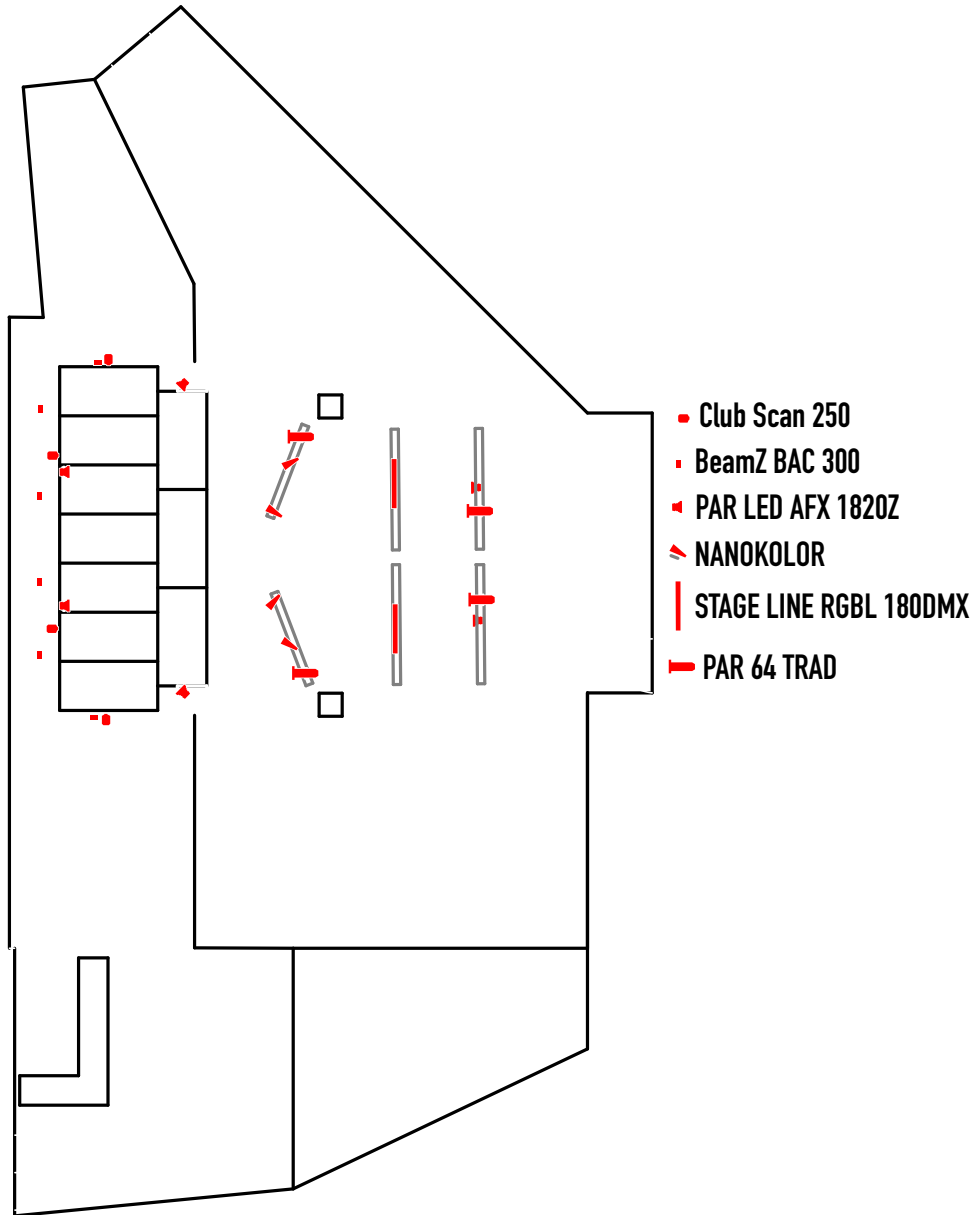 Club Scan 250
BeamZ BAC 300
PAR LED AFX 1820Z
NANOKOLOR
STAGE LINE RGBL 180DMX
PAR 64 TRAD